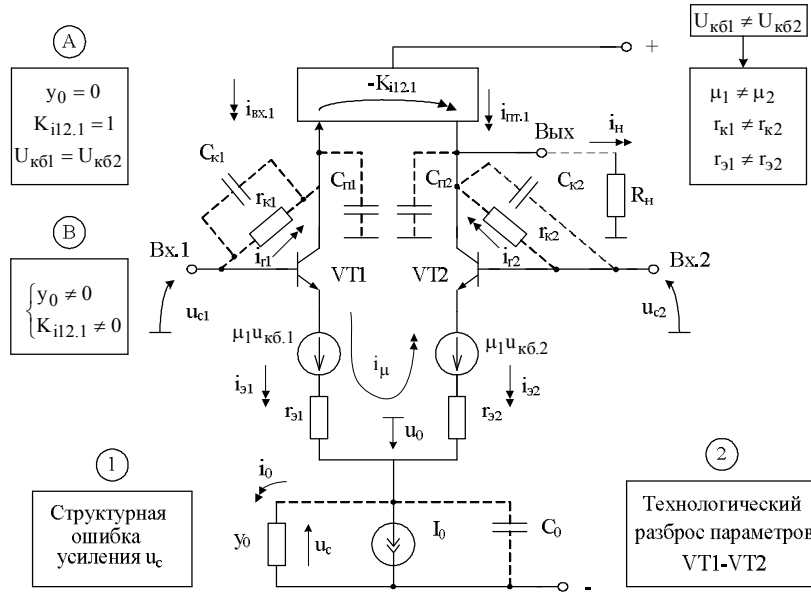 A
y₀ = 0
Kᵢ₁₂.₁ = 1
Uкб1 = Uкб2
iвх.1
-Kᵢ₁₂.₁
iпт.1
+
Вых
iн
Uкб1 ≠ Uкб2
μ₁ ≠ μ₂
rк1 ≠ rк2
rэ1 ≠ rэ2
Cк1
rк1
Cп1
Cп2
Cк2
rк2
Rн
B
y₀ ≠ 0
Kᵢ₁₂.₁ ≠ 0
Вх.1
ir1
VT1
VT2
ir2
Вх.2
uc1
uc2
μ₁uкб.1
iμ
μ₁uкб.2
iэ1
iэ2
rэ1
rэ2
u₀
1
Структурная
ошибка
усиления uc
i₀
y₀
uc
I₀
C₀
-
2
Технологический
разброс параметров
VT1-VT2